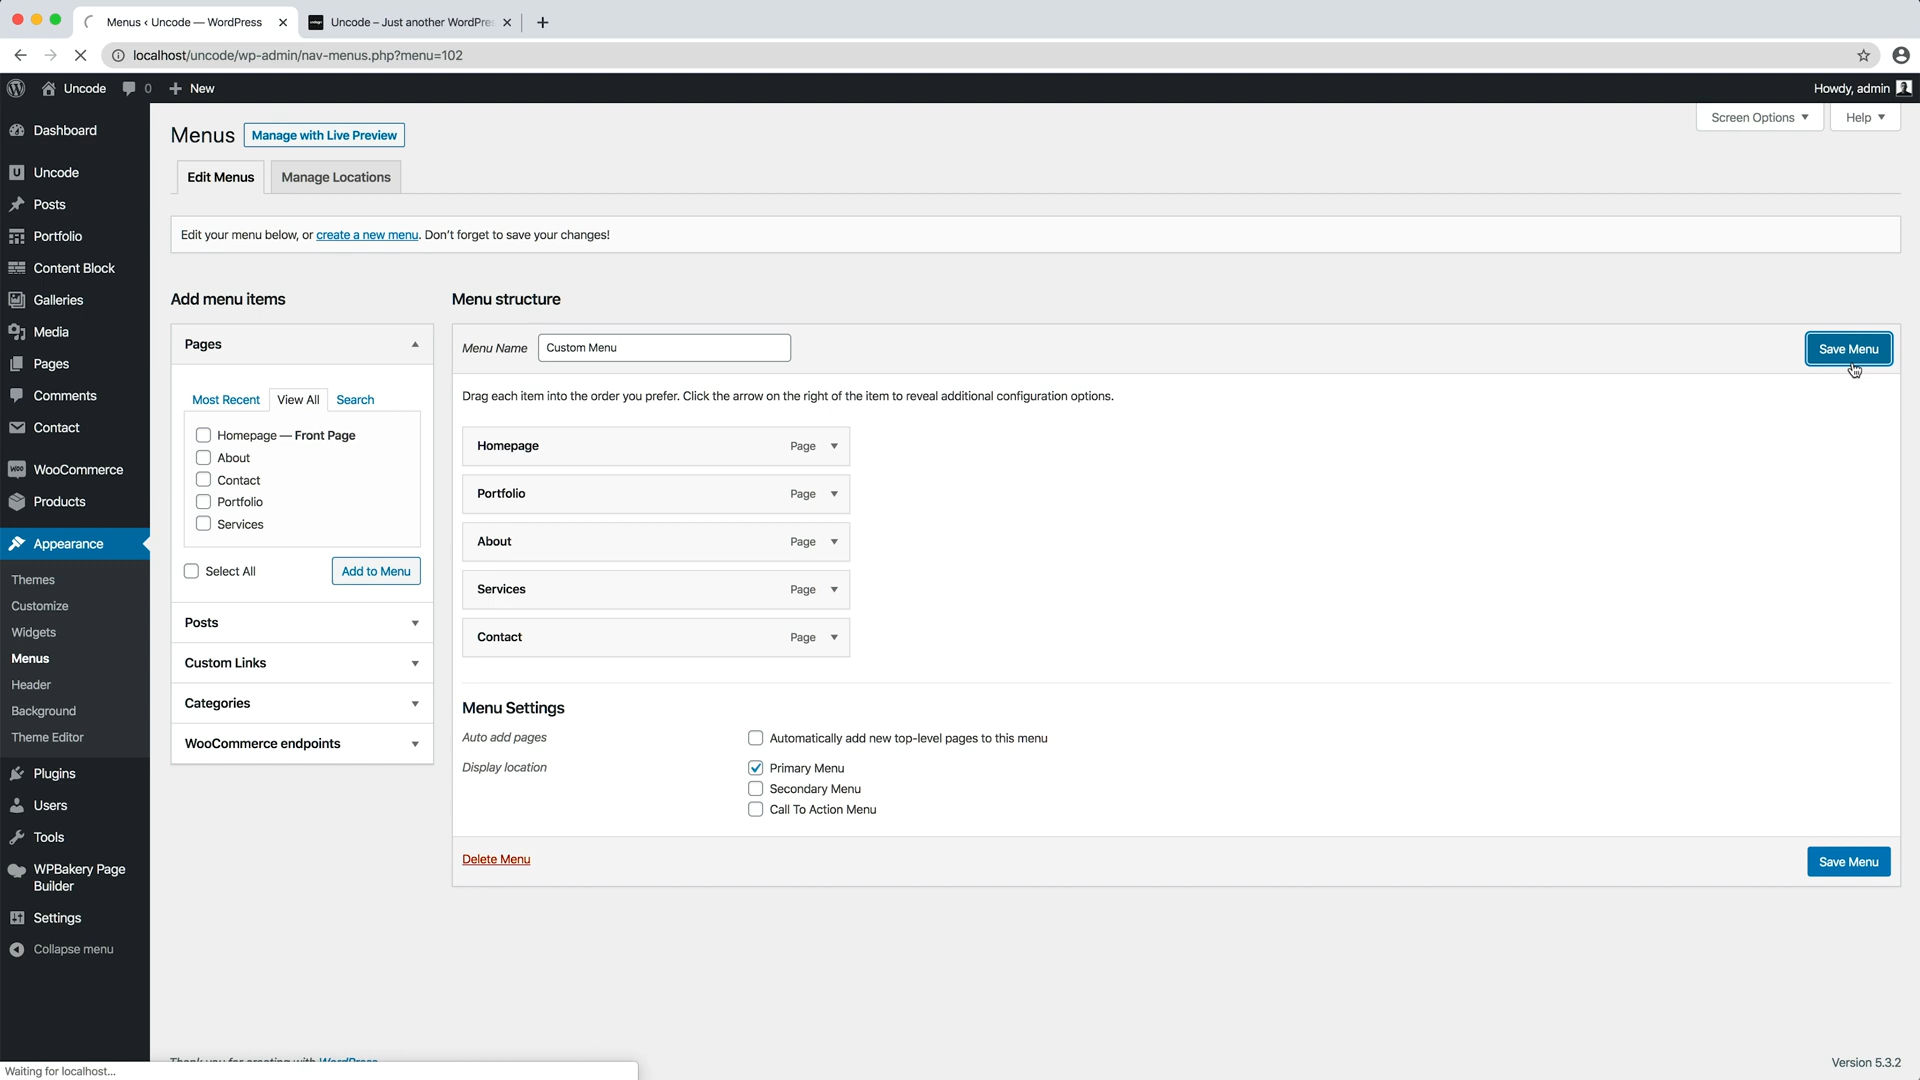 Menus ‹ Uncode — WordPress
Uncode – Just another WordPres
localhost/uncode/wp-admin/nav-menus.php?menu=102
Uncode
0
New
Howdy, admin
Dashboard
Uncode
Posts
Portfolio
Content Block
Galleries
Media
Pages
Comments
Contact
WooCommerce
Products
Appearance
Themes
Customize
Widgets
Menus
Header
Background
Theme Editor
Plugins
Users
Tools
WPBakery Page
Builder
Settings
Collapse menu
Screen Options
Help
Menus
Manage with Live Preview
Edit Menus
Manage Locations
Edit your menu below, or create a new menu. Don't forget to save your changes!
Add menu items
Pages
Most Recent
View All
Search
Homepage — Front Page
About
Contact
Portfolio
Services
Select All
Add to Menu
Posts
Custom Links
Categories
WooCommerce endpoints
Menu structure
Menu Name
Custom Menu
Save Menu
Drag each item into the order you prefer. Click the arrow on the right of the item to reveal additional configuration options.
Homepage Page
Portfolio Page
About Page
Services Page
Contact Page
Menu Settings
Auto add pages
Automatically add new top-level pages to this menu
Display location
Primary Menu
Secondary Menu
Call To Action Menu
Delete Menu
Save Menu
Thank you for creating with WordPress
Version 5.3.2
Waiting for localhost...